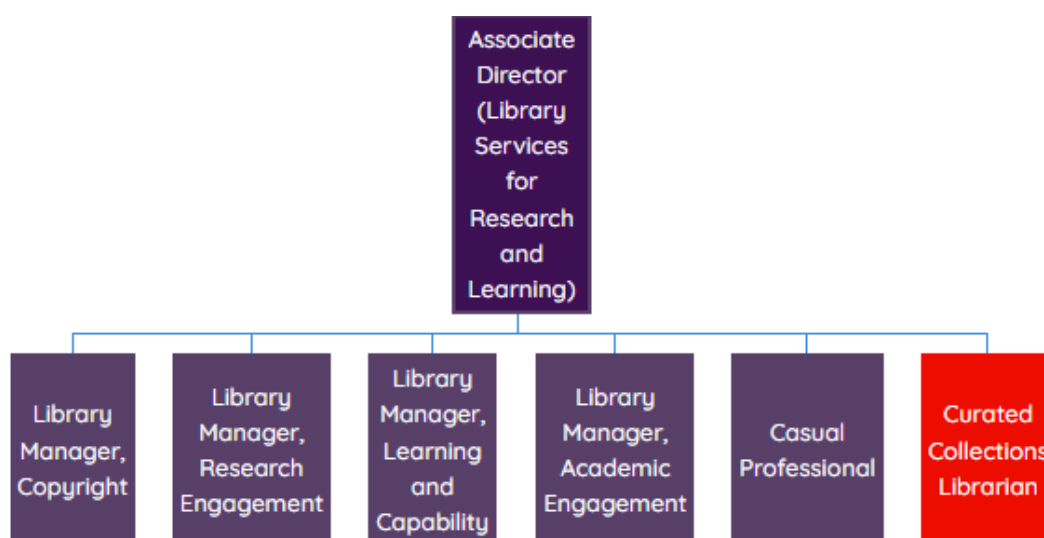 Associate
Director
(Library
Services
for
Research
and
Learning)
Library
Manager,
Copyright
Library
Manager,
Research
Engagement
Library
Manager,
Learning
and
Capability
Library
Manager,
Academic
Engagement
Casual
Professional
Curated
Collections
Librarian